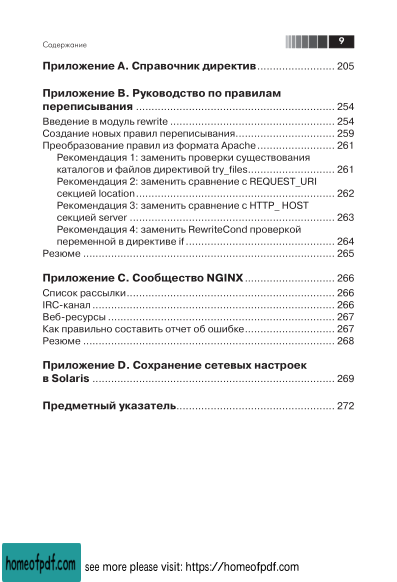 Содержание
9
Приложение A. Справочник директив......................... 205
Приложение B. Руководство по правилам
переписывания ................................................................ 254
Введение в модуль rewrite ..................................................... 254
Создание новых правил переписывания................................ 259
Преобразование правил из формата Apache......................... 261
Рекомендация 1: заменить проверки существования
каталогов и файлов директивой try_files............................ 261
Рекомендация 2: заменить сравнение с REQUEST_URI
секцией location................................................................ 262
Рекомендация 3: заменить сравнение с HTTP_ HOST
секцией server .................................................................. 263
Рекомендация 4: заменить RewriteCond проверкой
переменной в директиве if ................................................ 264
Резюме ................................................................................ 265
Приложение C. Сообщество NGINX............................. 266
Список рассылки................................................................... 266
IRC-канал .............................................................................. 266
Веб-ресурсы ......................................................................... 267
Как правильно составить отчет об ошибке............................. 267
Резюме ................................................................................ 268
Приложение D. Сохранение сетевых настроек
в Solaris .............................................................................. 269
Предметный указатель................................................... 272
homeofpdf.com
see more please visit: https://homeofpdf.com